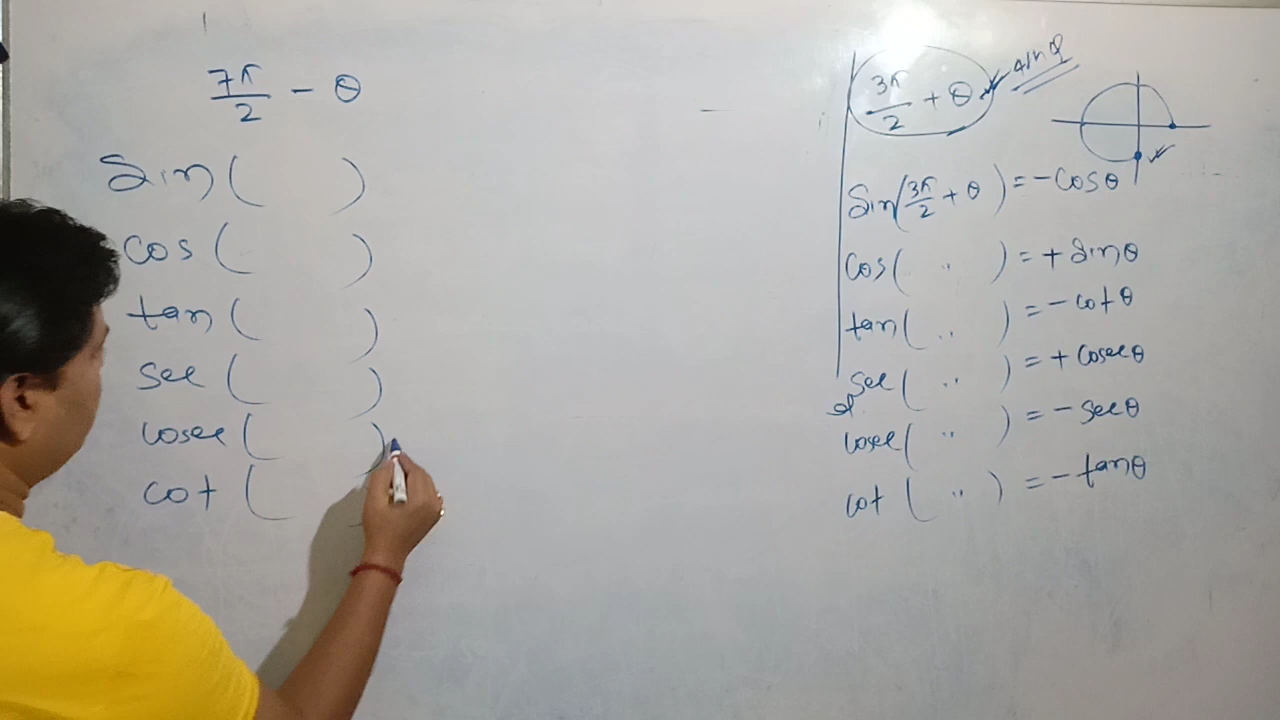 7π/2 - θ
Sin( )
cos( )
tan( )
sec( )
cosec( )
cot( )
3π/2 + θ
Sin(3π/2 + θ) = -cosθ
cos( " ) = + sinθ
tan( " ) = - cotθ
sec( " ) = + cosecθ
cosec( " ) = - secθ
cot( " ) = - tanθ